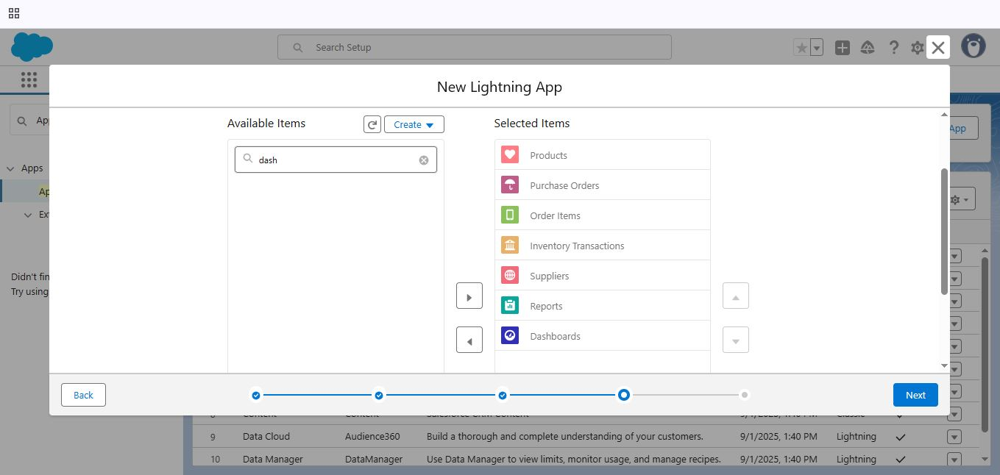 Search Setup
New Lightning App
App
App
Available Items
Create
Selected Items
dash
Products
Purchase Orders
Order Items
Inventory Transactions
Suppliers
Reports
Dashboards
Apps
Ap
Ext
Didn't fin
Try using
Back
Next
8 Content Content Salesforce CRM Content 9/1/2025, 1:40 PM Classic
9 Data Cloud Audience360 Build a thorough and complete understanding of your customers. 9/1/2025, 1:40 PM Lightning
10 Data Manager DataManager Use Data Manager to view limits, monitor usage, and manage recipes. 9/1/2025, 1:40 PM Lightning